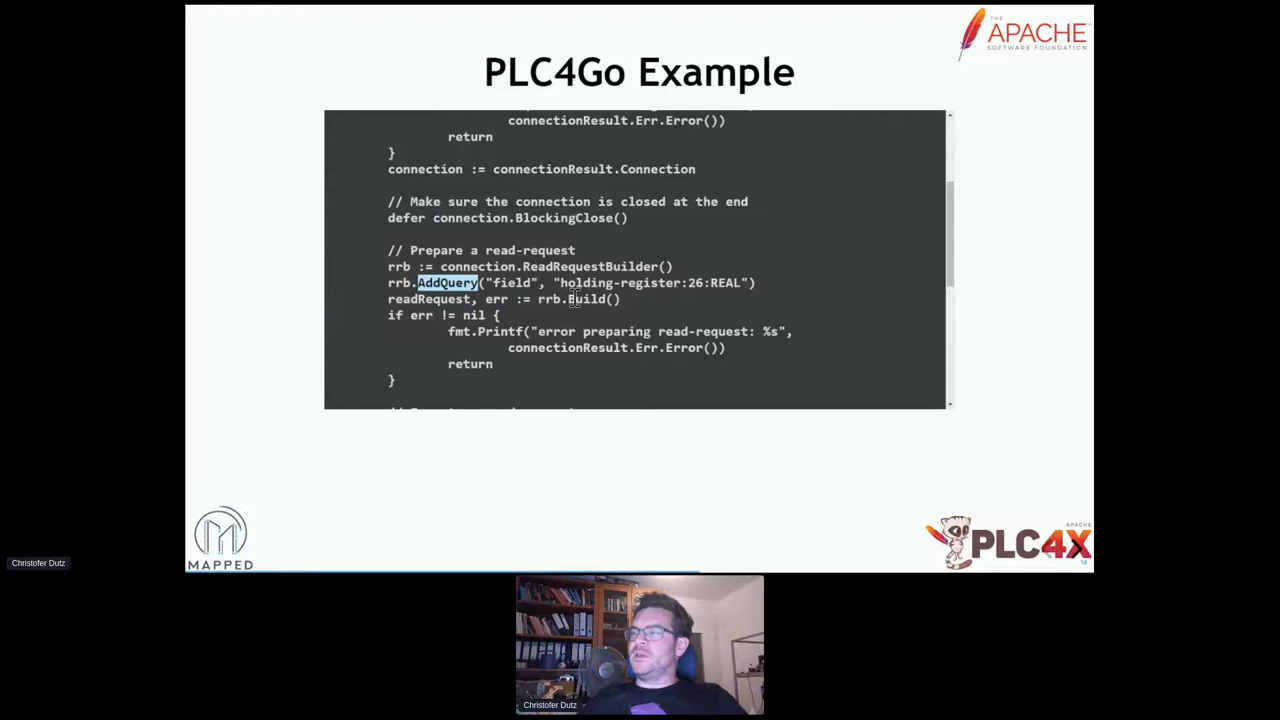 THE
APACHE
SOFTWARE FOUNDATION
PLC4Go Example
connectionResult.Err.Error())
return
}
connection := connectionResult.Connection
// Make sure the connection is closed at the end
defer connection.BlockingClose()
// Prepare a read-request
rrb := connection.ReadRequestBuilder()
rrb.AddQuery("field", "holding-register:26:REAL")
readRequest, err := rrb.Build()
if err != nil {
fmt.Printf("error preparing read-request: %s",
connectionResult.Err.Error())
return
}
MAPPED
APACHE
PLC4X
14
Christofer Dutz
Christofer Dutz